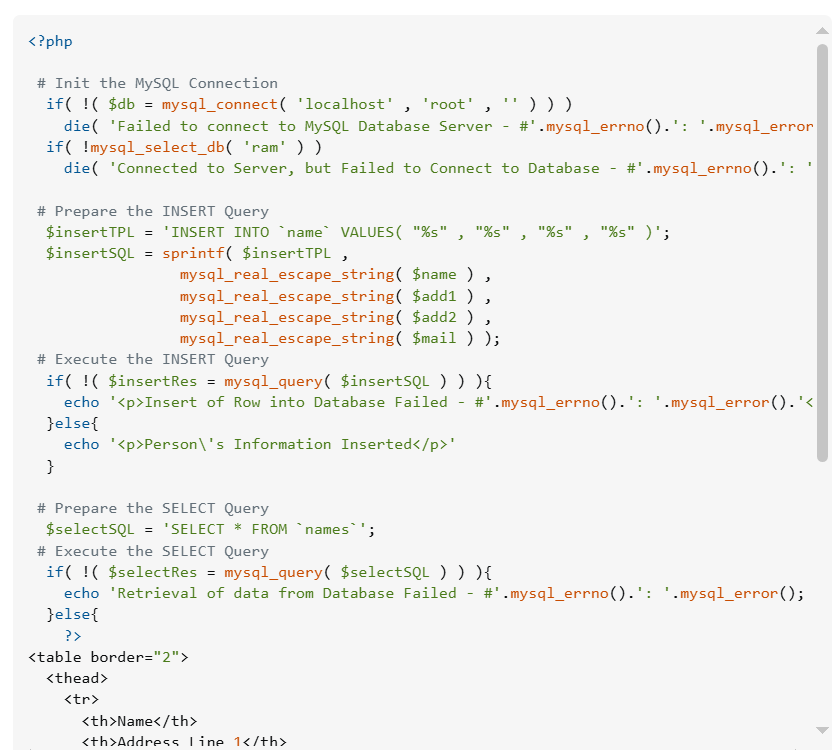 <?php
# Init the MySQL Connection
if( !( $db = mysql_connect( 'localhost' , 'root' , '' ) ) )
die( 'Failed to connect to MySQL Database Server - #'.mysql_errno().': '.mysql_error
if( !mysql_select_db( 'ram' ) )
die( 'Connected to Server, but Failed to Connect to Database - #'.mysql_errno().': '
# Prepare the INSERT Query
$insertTPL = 'INSERT INTO `name` VALUES( "%s" , "%s" , "%s" , "%s" )';
$insertSQL = sprintf( $insertTPL ,
mysql_real_escape_string( $name ) ,
mysql_real_escape_string( $add1 ) ,
mysql_real_escape_string( $add2 ) ,
mysql_real_escape_string( $mail ) );
# Execute the INSERT Query
if( !( $insertRes = mysql_query( $insertSQL ) ) ){
echo '<p>Insert of Row into Database Failed - #'.mysql_errno().': '.mysql_error().'<
}else{
echo '<p>Person\'s Information Inserted</p>'
}
# Prepare the SELECT Query
$selectSQL = 'SELECT * FROM `names`';
# Execute the SELECT Query
if( !( $selectRes = mysql_query( $selectSQL ) ) ){
echo 'Retrieval of data from Database Failed - #'.mysql_errno().': '.mysql_error();
}else{
?>
<table border="2">
<thead>
<tr>
<th>Name</th>
<th>Address Line 1</th>